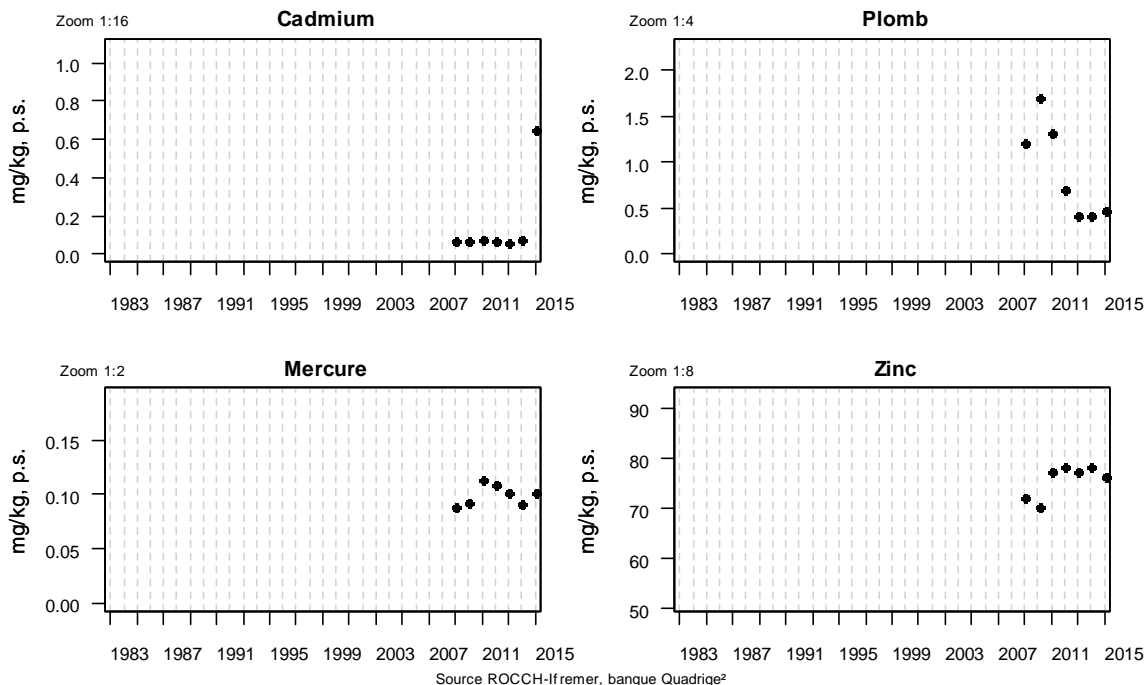 Zoom 1:16
Cadmium
mg/kg, p.s.
1.0
0.8
0.6
0.4
0.2
0.0
1983 1987 1991 1995 1999 2003 2007 2011 2015
Zoom 1:4
Plomb
mg/kg, p.s.
2.0
1.5
1.0
0.5
0.0
1983 1987 1991 1995 1999 2003 2007 2011 2015
Zoom 1:2
Mercure
mg/kg, p.s.
0.15
0.10
0.05
0.00
1983 1987 1991 1995 1999 2003 2007 2011 2015
Zoom 1:8
Zinc
mg/kg, p.s.
90
80
70
60
50
1983 1987 1991 1995 1999 2003 2007 2011 2015
Source ROCCH-Ifremer, banque Quadrige²